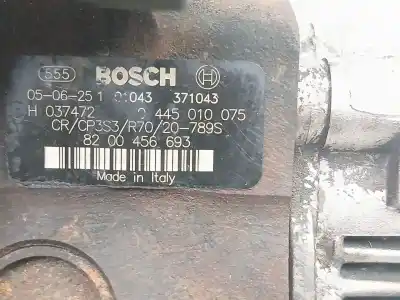 555 BOSCH
05-06-25 1 01043 371043
H 037472 0 445 010 075
CR/CP3S3/R70/20-789S
82 00 456 693
Made in Italy